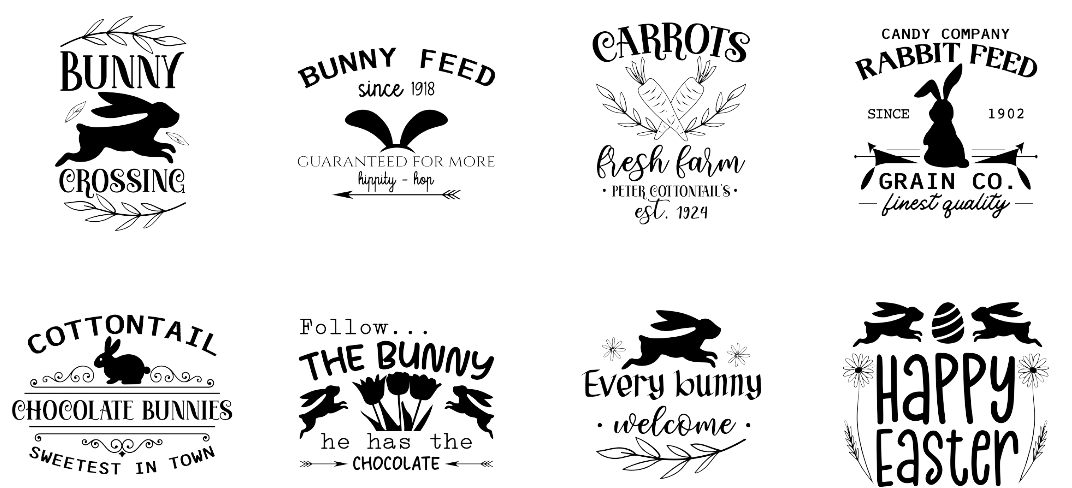 BUNNY
CROSSING
BUNNY FEED
since 1918
GUARANTEED FOR MORE
hippity - hop
CARROTS
fresh farm
• PETER COTTONTAIL'S •
est. 1924
CANDY COMPANY
RABBIT FEED
SINCE 1902
GRAIN CO.
finest quality
COTTONTAIL
CHOCOLATE BUNNIES
SWEETEST IN TOWN
Follow...
THE BUNNY
he has the
CHOCOLATE
Every bunny
• welcome •
Happy
Easter